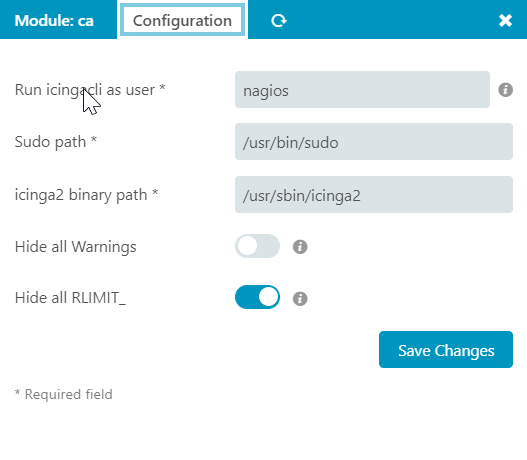 Module: ca Configuration
Run icingacli as user * nagios
Sudo path * /usr/bin/sudo
icinga2 binary path * /usr/sbin/icinga2
Hide all Warnings
Hide all RLIMIT_
Save Changes
* Required field